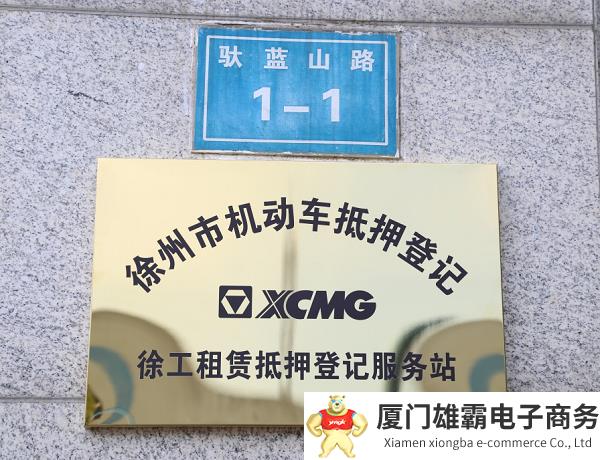 驮蓝山路
1-1
徐州市机动车抵押登记
XCMG
徐工租赁抵押登记服务站
ymgk
厦门雄霸电子商务
Xiamen xiongba e-commerce Co., Ltd